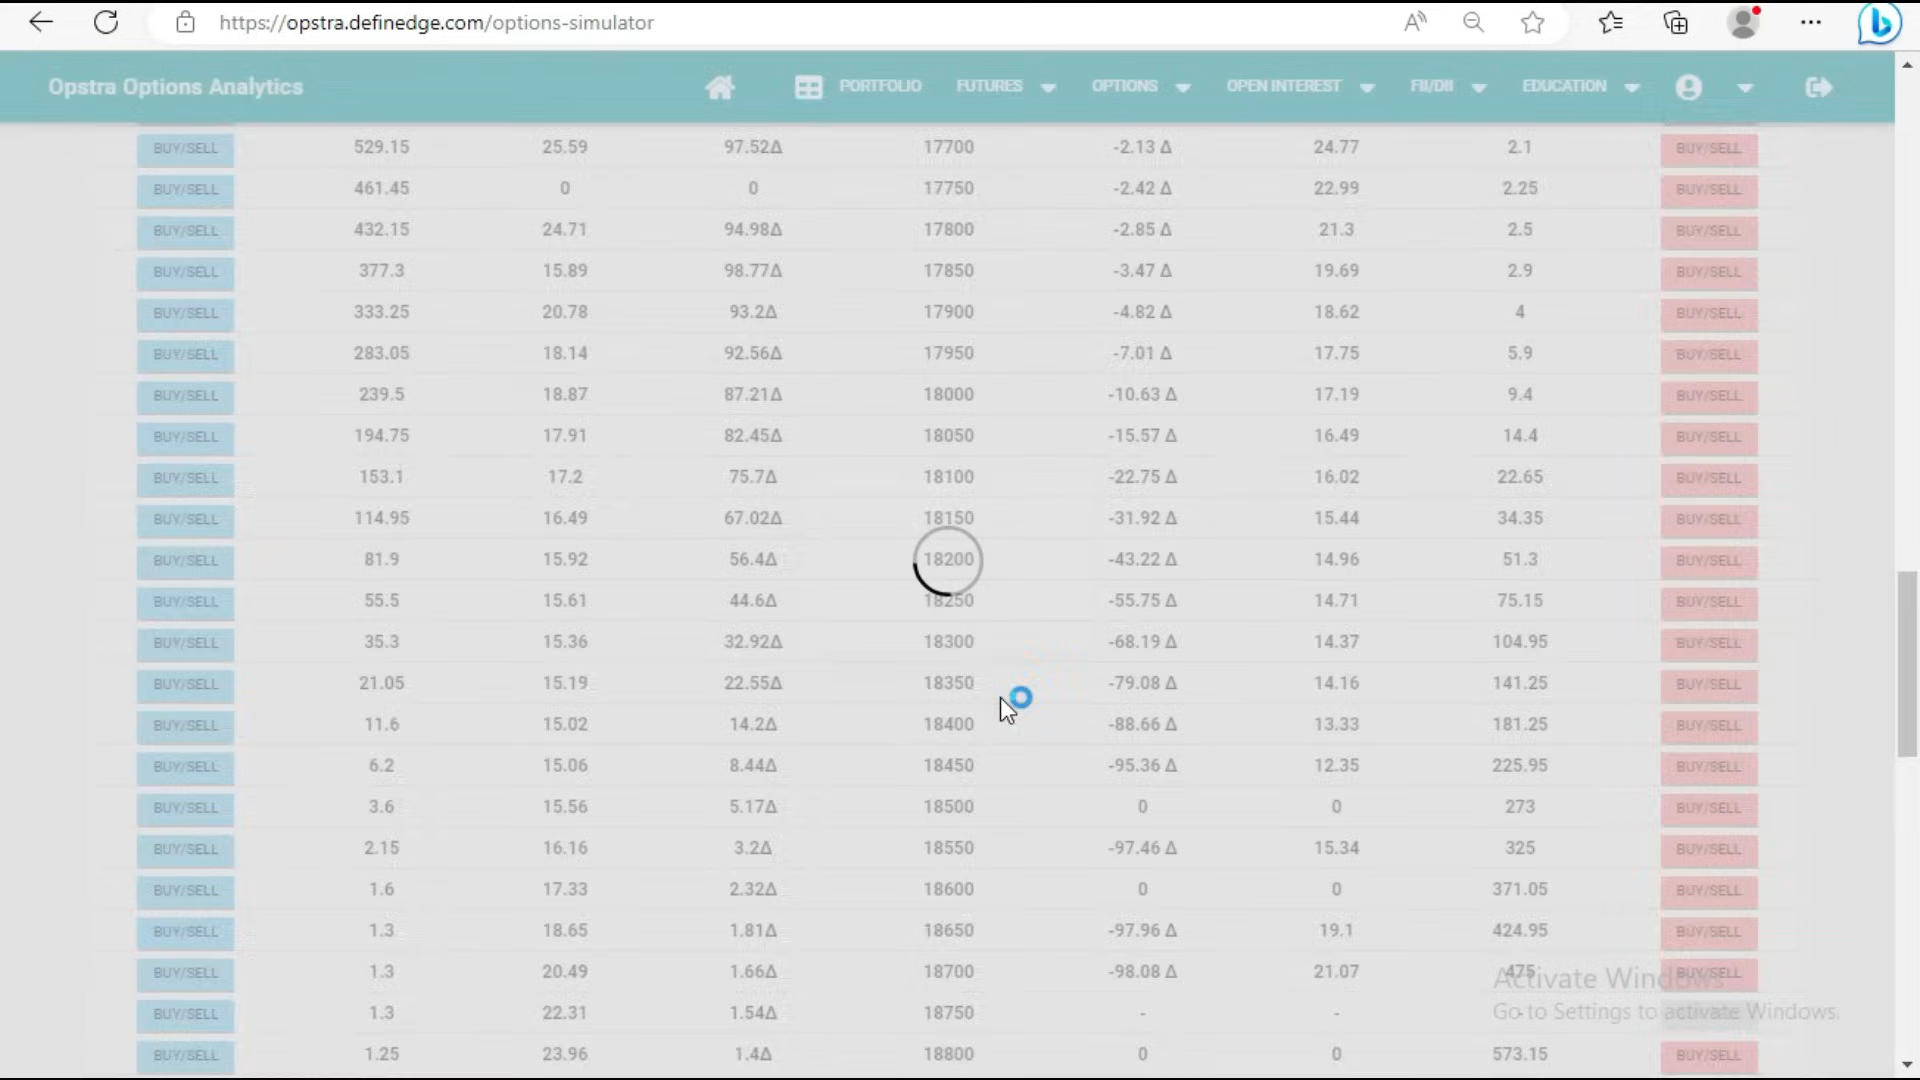 https://opstra.definedge.com/options-simulator
Opstra Options Analytics PORTFOLIO FUTURES OPTIONS OPEN INTEREST FII/DII EDUCATION
BUY/SELL 529.15 25.59 97.52Δ 17700 -2.13 Δ 24.77 2.1 BUY/SELL
BUY/SELL 461.45 0 0 17750 -2.42 Δ 22.99 2.25 BUY/SELL
BUY/SELL 432.15 24.71 94.98Δ 17800 -2.85 Δ 21.3 2.5 BUY/SELL
BUY/SELL 377.3 15.89 98.77Δ 17850 -3.47 Δ 19.69 2.9 BUY/SELL
BUY/SELL 333.25 20.78 93.2Δ 17900 -4.82 Δ 18.62 4 BUY/SELL
BUY/SELL 283.05 18.14 92.56Δ 17950 -7.01 Δ 17.75 5.9 BUY/SELL
BUY/SELL 239.5 18.87 87.21Δ 18000 -10.63 Δ 17.19 9.4 BUY/SELL
BUY/SELL 194.75 17.91 82.45Δ 18050 -15.57 Δ 16.49 14.4 BUY/SELL
BUY/SELL 153.1 17.2 75.7Δ 18100 -22.75 Δ 16.02 22.65 BUY/SELL
BUY/SELL 114.95 16.49 67.02Δ 18150 -31.92 Δ 15.44 34.35 BUY/SELL
BUY/SELL 81.9 15.92 56.4Δ 18200 -43.22 Δ 14.96 51.3 BUY/SELL
BUY/SELL 55.5 15.61 44.6Δ 18250 -55.75 Δ 14.71 75.15 BUY/SELL
BUY/SELL 35.3 15.36 32.92Δ 18300 -68.19 Δ 14.37 104.95 BUY/SELL
BUY/SELL 21.05 15.19 22.55Δ 18350 -79.08 Δ 14.16 141.25 BUY/SELL
BUY/SELL 11.6 15.02 14.2Δ 18400 -88.66 Δ 13.33 181.25 BUY/SELL
BUY/SELL 6.2 15.06 8.44Δ 18450 -95.36 Δ 12.35 225.95 BUY/SELL
BUY/SELL 3.6 15.56 5.17Δ 18500 0 0 273 BUY/SELL
BUY/SELL 2.15 16.16 3.2Δ 18550 -97.46 Δ 15.34 325 BUY/SELL
BUY/SELL 1.6 17.33 2.32Δ 18600 0 0 371.05 BUY/SELL
BUY/SELL 1.3 18.65 1.81Δ 18650 -97.96 Δ 19.1 424.95 BUY/SELL
BUY/SELL 1.3 20.49 1.66Δ 18700 -98.08 Δ 21.07 475 BUY/SELL
Activate Windows
BUY/SELL 1.3 22.31 1.54Δ 18750 - - -
Go to Settings to activate Windows.
BUY/SELL 1.25 23.96 1.4Δ 18800 0 0 573.15 BUY/SELL